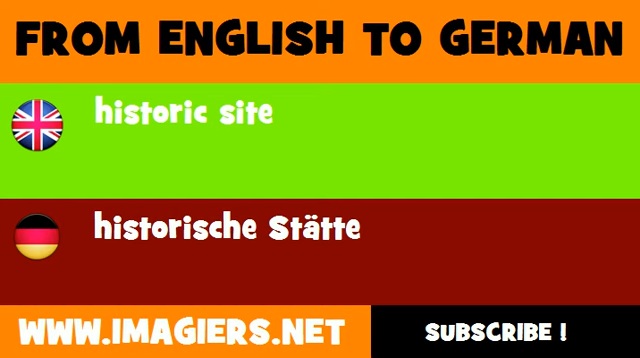 FROM ENGLISH TO GERMAN
historic site
historische Stätte
WWW.IMAGIERS.NET
SUBSCRIBE !